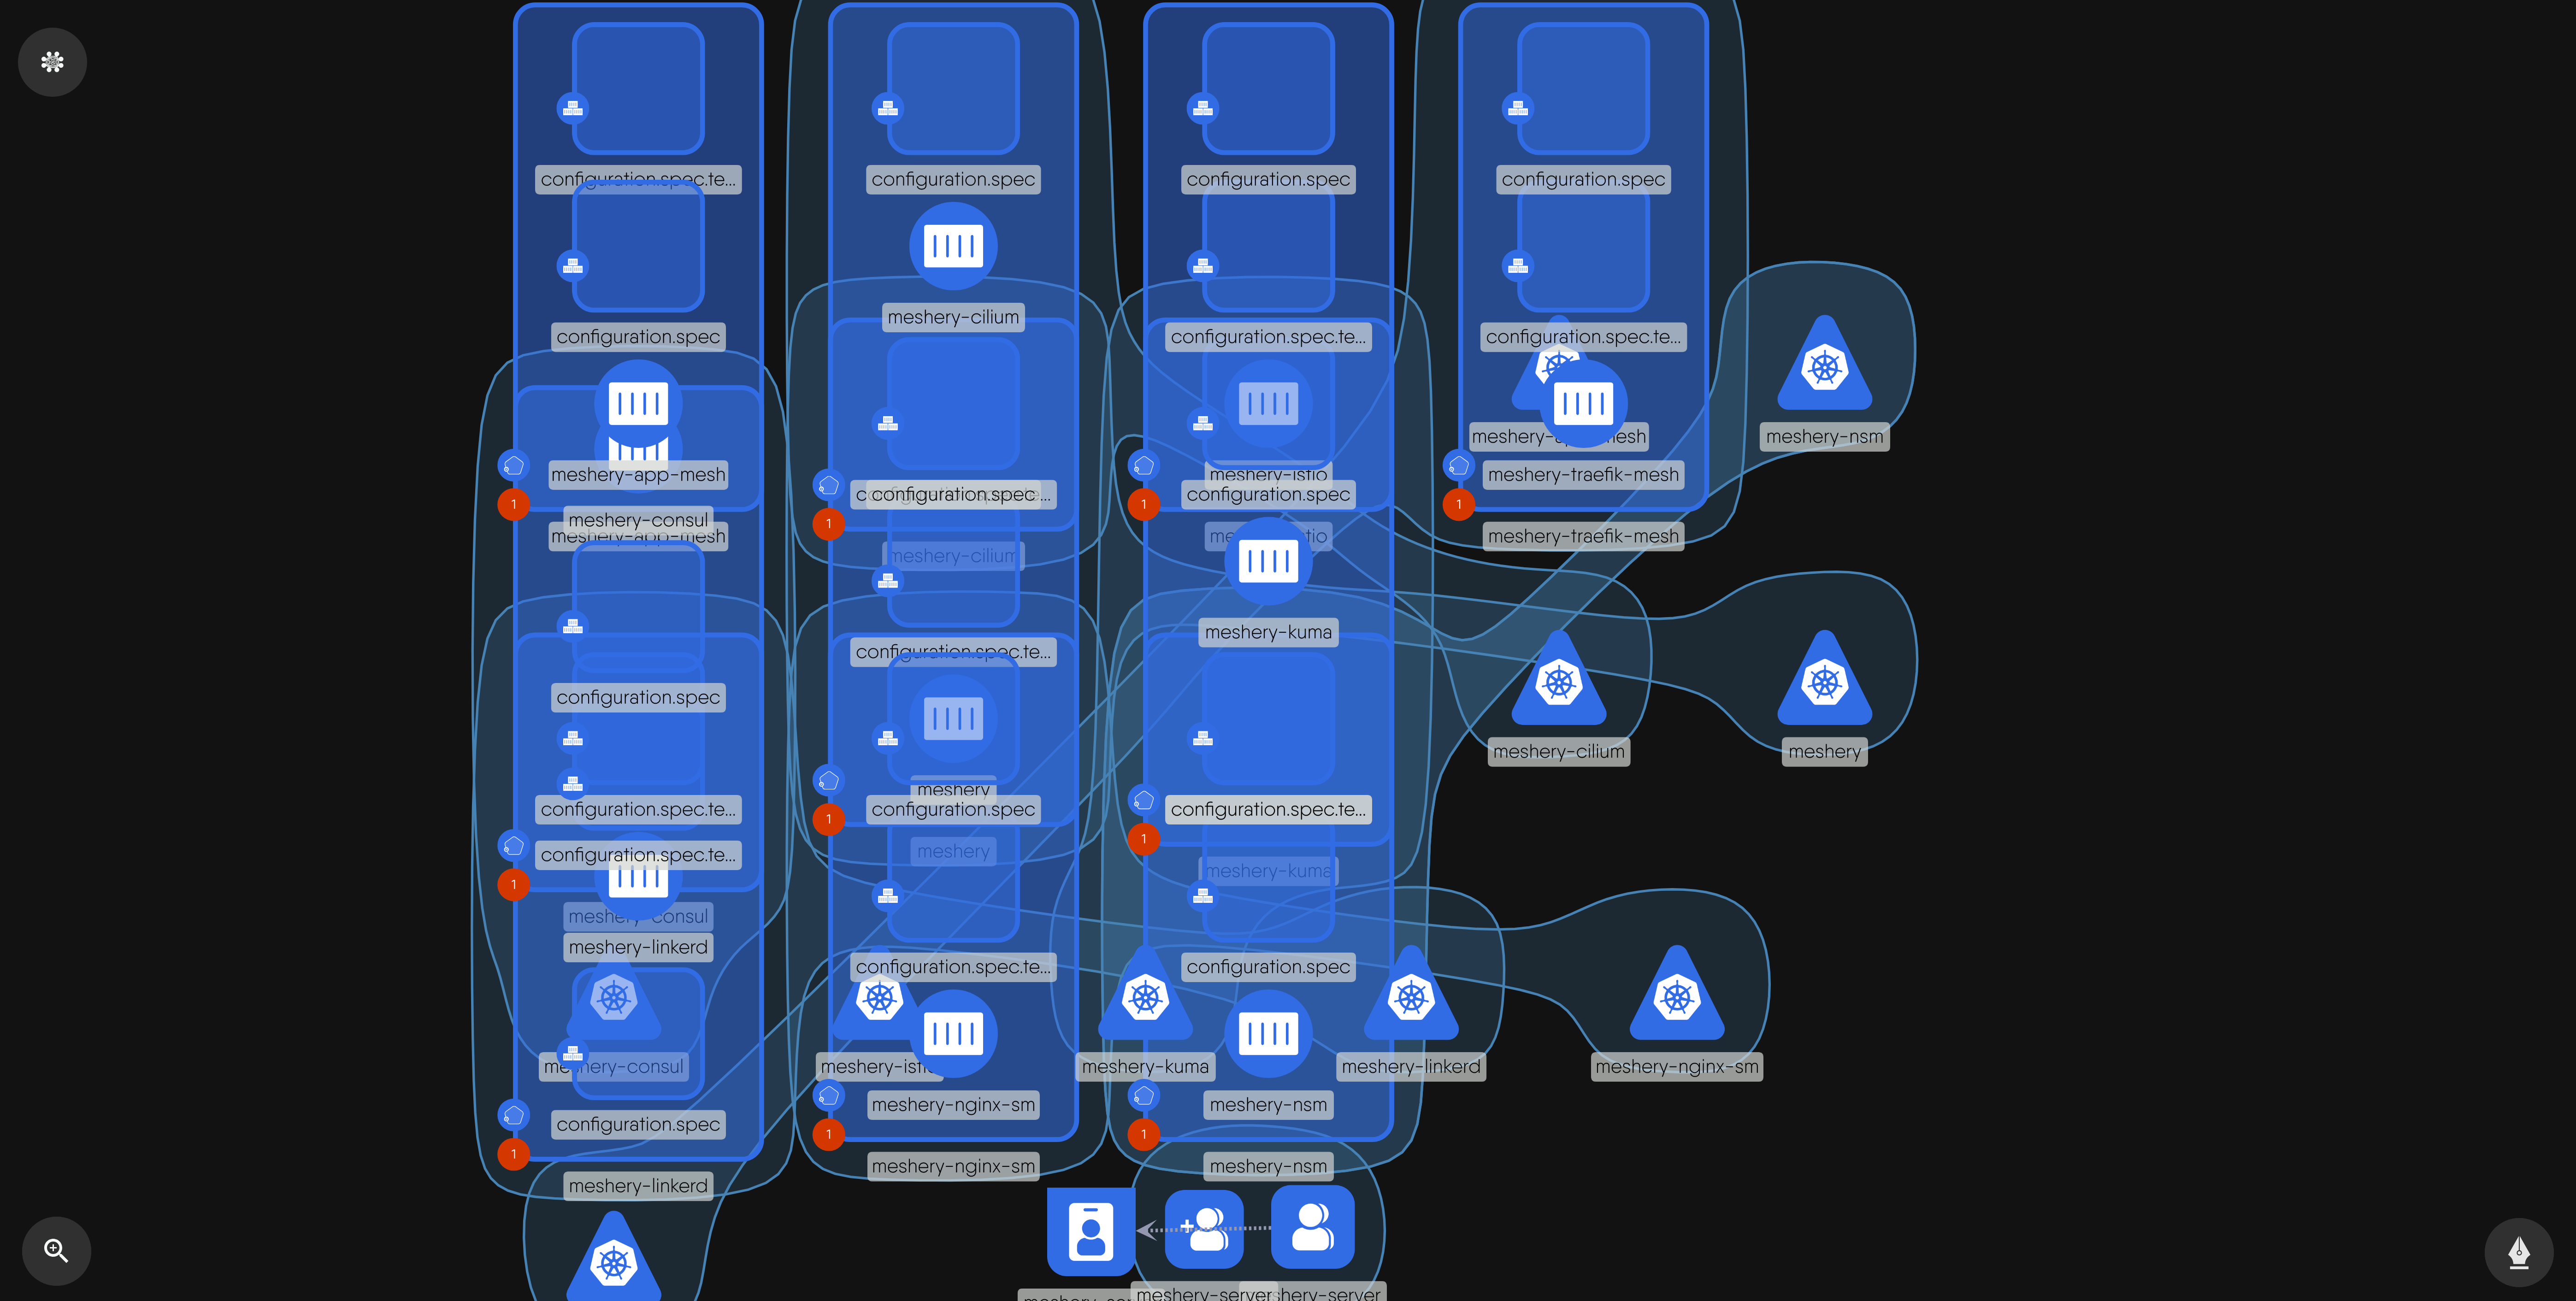 configuration.spec.te...
configuration.spec
configuration.spec
configuration.spec
meshery-cilium
configuration.spec
configuration.spec.te...
configuration.spec.te...
meshery-nsm
meshery-app-mesh
meshery-istio
meshery-traefik-mesh
1
configuration.spec
configuration.spec
1
1
1
meshery-consul
meshery-app-mesh
meshery-cilium
meshery-traefik-mesh
meshery-kuma
configuration.spec.te...
configuration.spec
meshery-cilium
meshery
meshery
configuration.spec.te...
configuration.spec
configuration.spec.te...
1
1
configuration.spec.te...
meshery
meshery-kuma
1
meshery-consul
meshery-linkerd
configuration.spec.te...
configuration.spec
meshery-consul
meshery-kuma
meshery-linkerd
meshery-nginx-sm
configuration.spec
meshery-nginx-sm
meshery-nsm
1
1
1
meshery-linkerd
meshery-nginx-sm
meshery-nsm
meshery-server